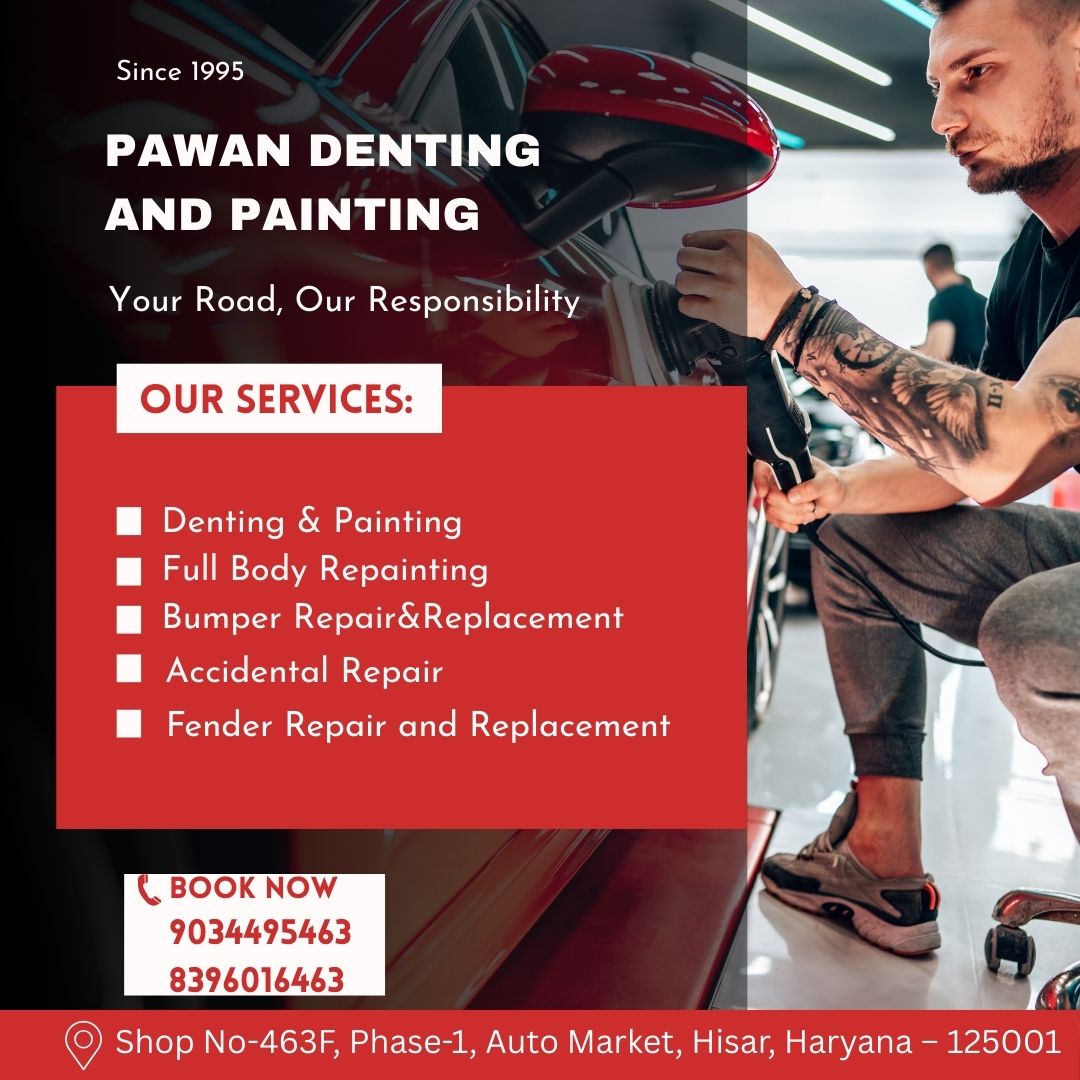 Since 1995
PAWAN DENTING
AND PAINTING
Your Road, Our Responsibility
OUR SERVICES:
Denting & Painting
Full Body Repainting
Bumper Repair&Replacement
Accidental Repair
Fender Repair and Replacement
BOOK NOW
9034495463
8396016463
Shop No-463F, Phase-1, Auto Market, Hisar, Haryana – 125001